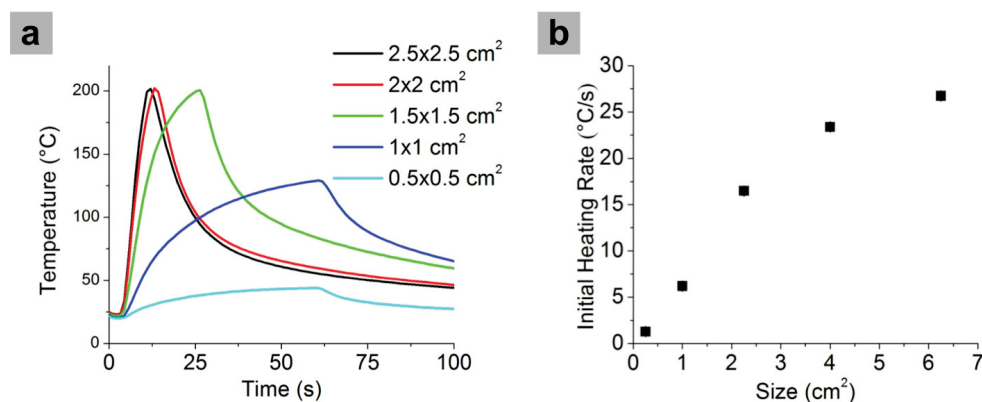 a
Temperature (°C)
200
150
100
50
0
0 25 50 75 100
Time (s)
2.5x2.5 cm²
2x2 cm²
1.5x1.5 cm²
1x1 cm²
0.5x0.5 cm²
b
Initial Heating Rate (°C/s)
30
25
20
15
10
5
0
0 1 2 3 4 5 6 7
Size (cm²)